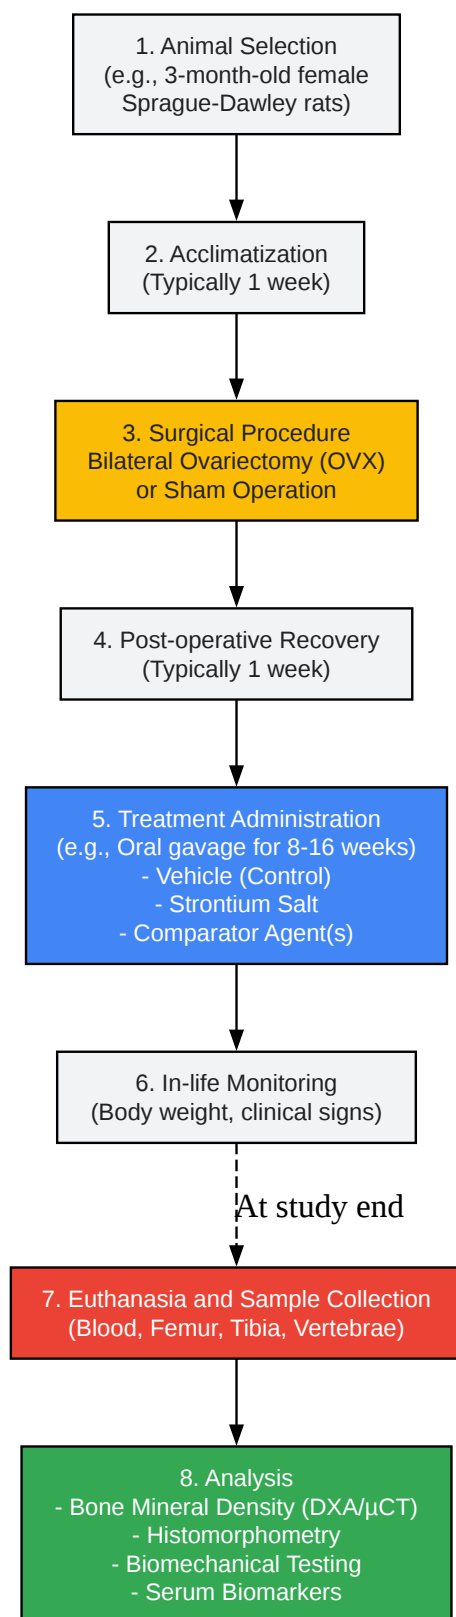 1. Animal Selection
(e.g., 3-month-old female
Sprague-Dawley rats)
2. Acclimatization
(Typically 1 week)
3. Surgical Procedure
Bilateral Ovariectomy (OVX)
or Sham Operation
4. Post-operative Recovery
(Typically 1 week)
5. Treatment Administration
(e.g., Oral gavage for 8-16 weeks)
- Vehicle (Control)
- Strontium Salt
- Comparator Agent(s)
6. In-life Monitoring
(Body weight, clinical signs)
At study end
7. Euthanasia and Sample Collection
(Blood, Femur, Tibia, Vertebrae)
8. Analysis
- Bone Mineral Density (DXA/µCT)
- Histomorphometry
- Biomechanical Testing
- Serum Biomarkers